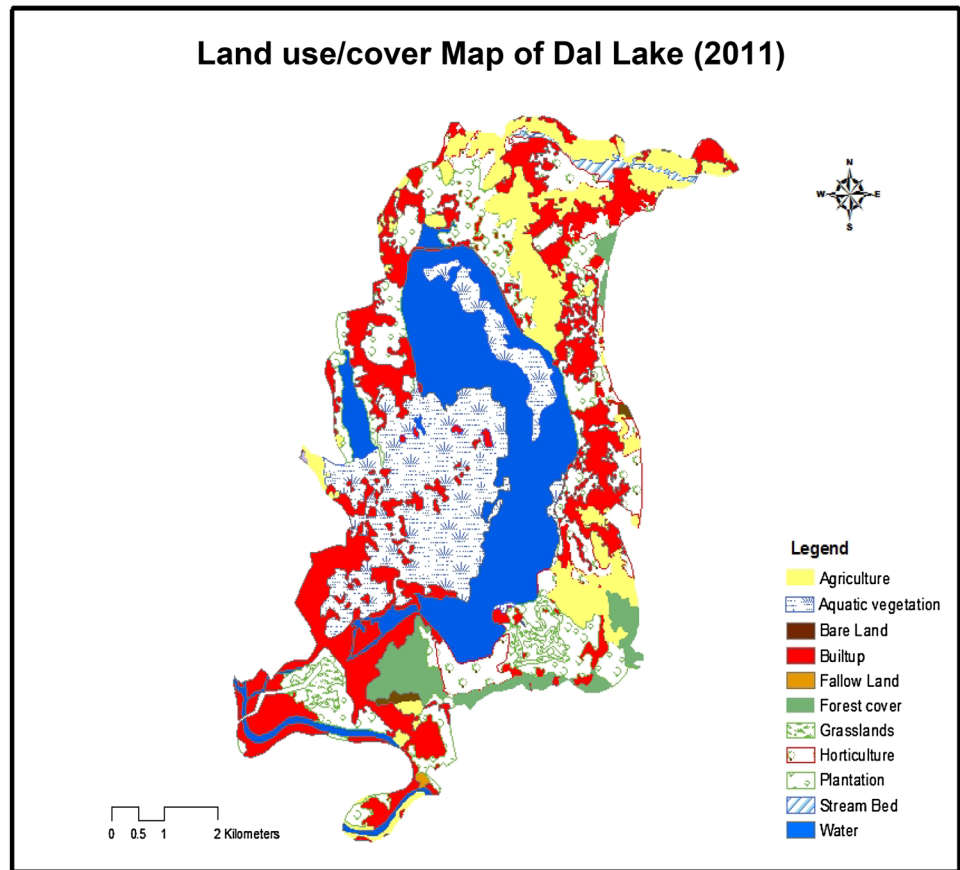 Land use/cover Map of Dal Lake (2011)
N
W E
S
Legend
Agriculture
Aquatic vegetation
Bare Land
Builtup
Fallow Land
Forest cover
Grasslands
Horticulture
Plantation
Stream Bed
Water
0 0.5 1 2 Kilometers